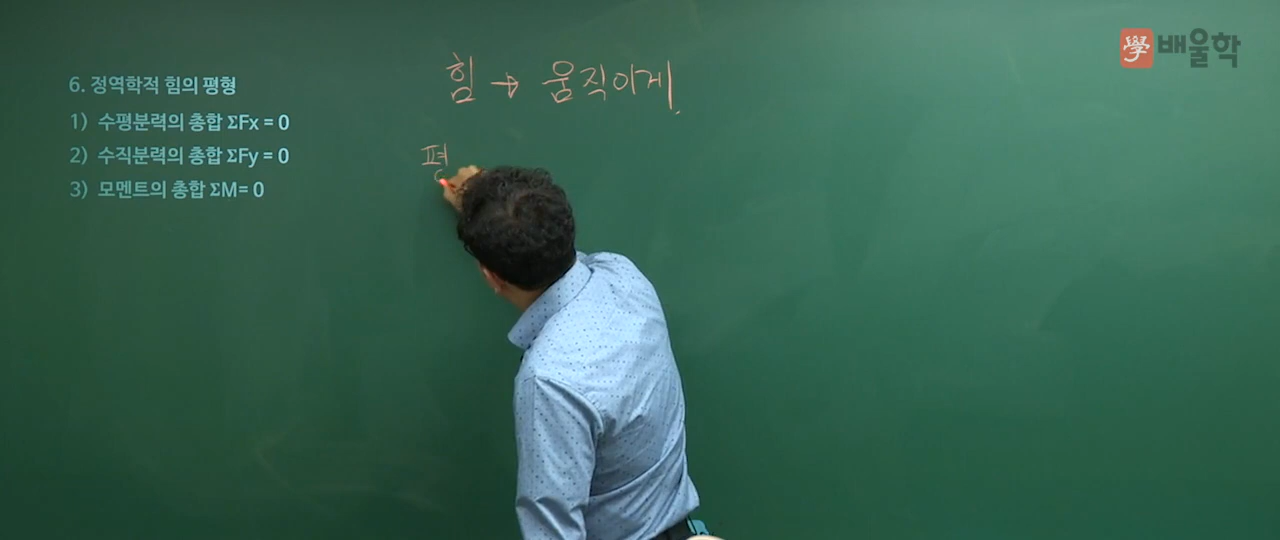 學 배울학
6. 정역학적 힘의 평형
1) 수평분력의 총합 ΣFx = 0
2) 수직분력의 총합 ΣFy = 0
3) 모멘트의 총합 ΣM= 0
힘 → 움직이게.
평